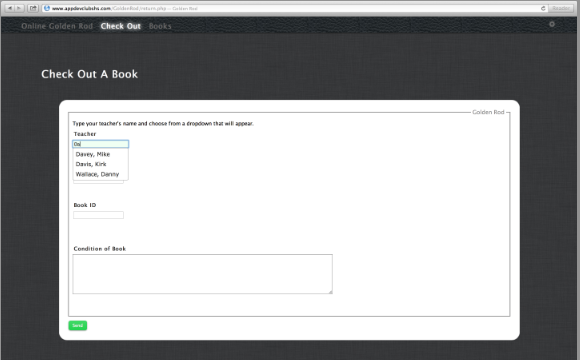 www.appdevclubchs.com/GoldenRod/return.php — Golden Rod
Reader
Online Golden Rod Check Out Books
Check Out A Book
Golden Rod
Type your teacher's name and choose from a dropdown that will appear.
Teacher
Da
Davey, Mike
Davis, Kirk
Wallace, Danny
Book ID
Condition of Book
Send